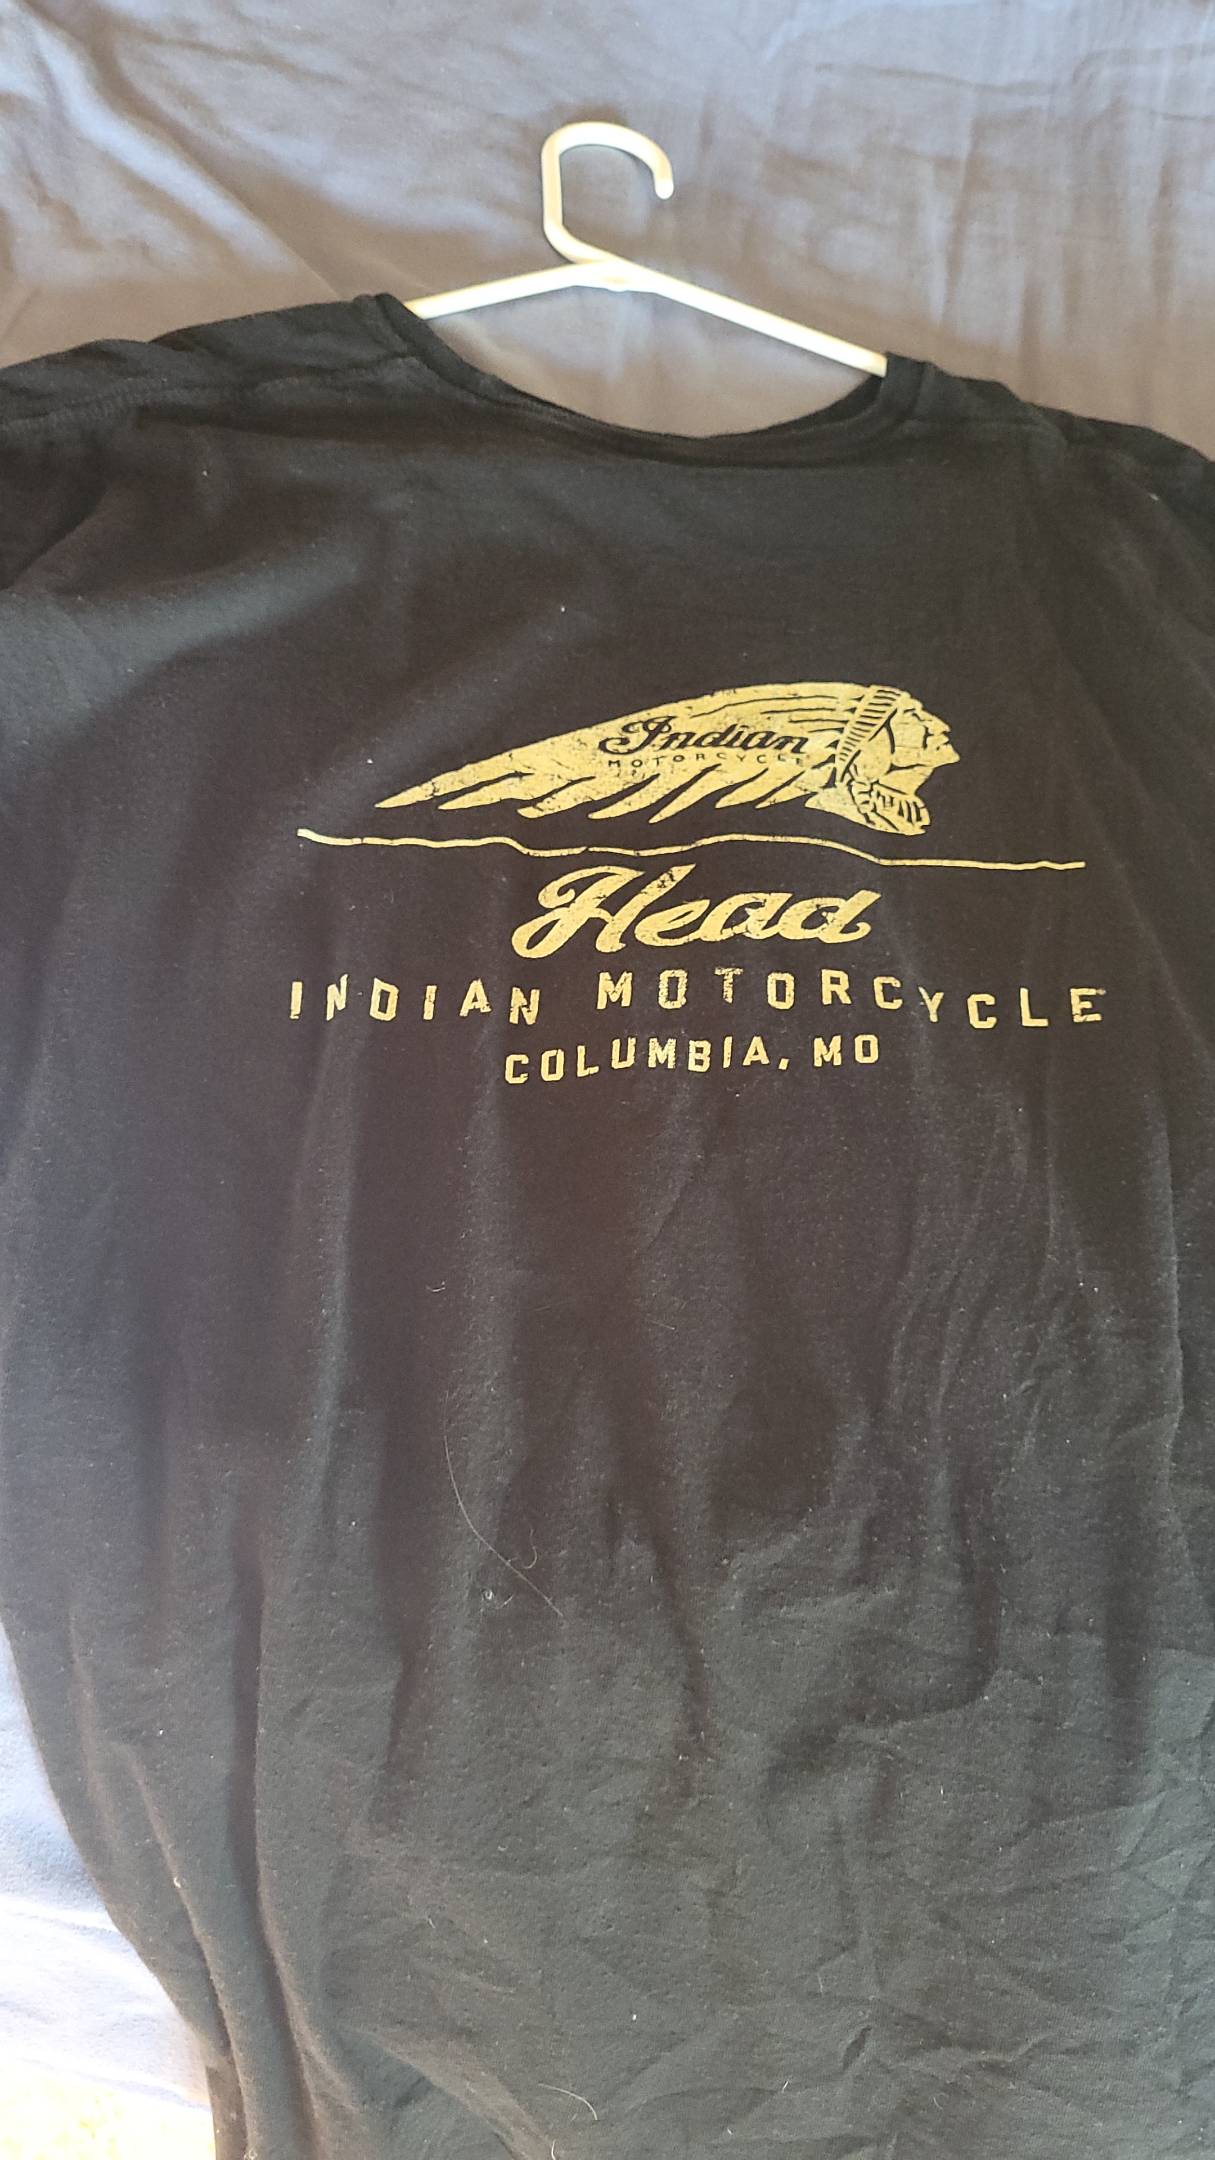 Indian
MOTORCYCLE
Head
INDIAN MOTORCYCLE
COLUMBIA, MO